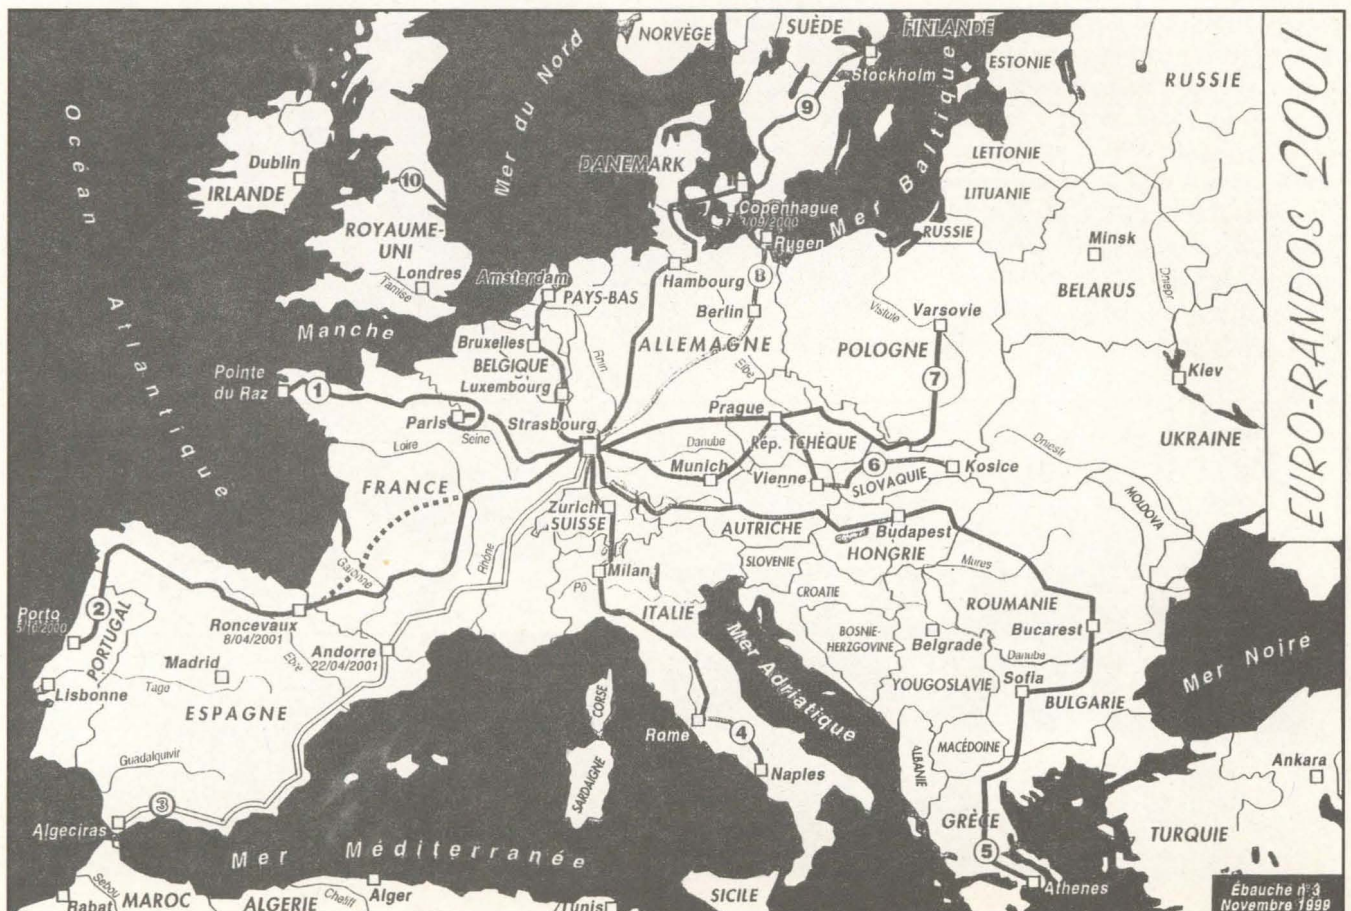 EURO-RANDOS 2001
NORVÈGE
SUÈDE
FINLANDE
ESTONIE
RUSSIE
Océan
Mer du Nord
Stockholm
9
Mer Baltique
LETTONIE
LITUANIE
RUSSIE
Dublin
IRLANDE
10
DANEMARK
Copenhague
Rugen
ROYAUME-
UNI
Londres
Tamise
Minsk
BELARUS
Dniepr
Amsterdam
PAYS-BAS
Hambourg
8
Berlin
Vistule
Varsovie
Atlantique
Manche
Bruxelles
BELGIQUE
Luxembourg
Rhin
ALLEMAGNE
Elbe
POLOGNE
7
Kiev
Pointe
du Raz
1
Paris
Seine
Strasbourg
Prague
Rép. TCHÈQUE
Loire
Danube
Munich
Vienne
6
SLOVAQUIE
Kosice
Dniestr
UKRAINE
FRANCE
Zurich
SUISSE
AUTRICHE
Budapest
HONGRIE
MOLDOVA
Garonne
Rhône
Milan
Pô
SLOVENIE
Mures
ITALIE
CROATIE
ROUMANIE
Porto
5/10/2000
2
PORTUGAL
Roncevaux
8/04/2001
Andorre
22/04/2001
BOSNIE-
HERZGOVINE
Belgrade
Bucarest
Danube
Mer Adriatique
Mer Noire
Madrid
Ebre
Lisbonne
Tage
ESPAGNE
CORSE
YOUGOSLAVIE
Sofia
BULGARIE
Rome
4
Naples
Guadalquivir
SARDAIGNE
ALBANIE
MACÉDOINE
Ankara
3
Algeciras
GRÈCE
TURQUIE
Mer Méditerranée
5
Athenes
Sebou
MAROC
Rabat
Alger
ALGERIE
Cheliff
Tunis
SICILE
Ébauche n°3
Novembre 1999